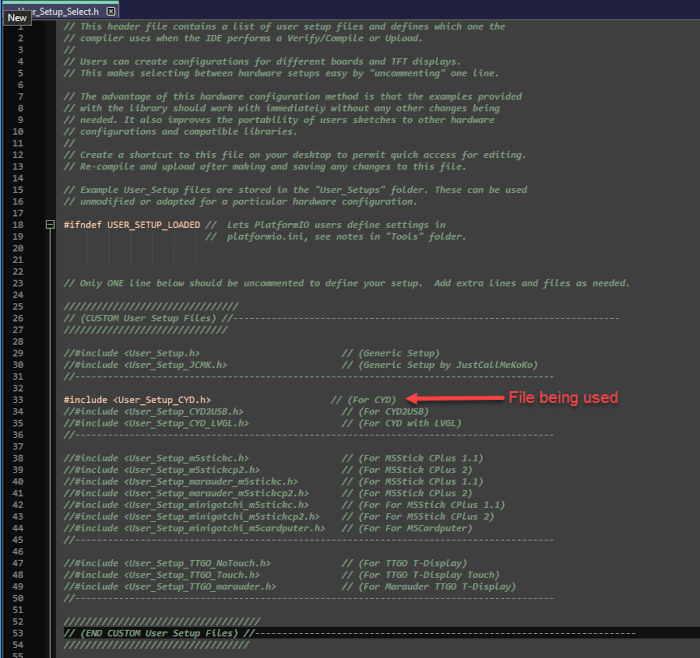 _Setup_Select.h
New
1 // This header file contains a list of user setup files and defines which one the
2 // compiler uses when the IDE performs a Verify/Compile or Upload.
3 //
4 // Users can create configurations for different boards and TFT displays.
5 // This makes selecting between hardware setups easy by "uncommenting" one line.
6
7 // The advantage of this hardware configuration method is that the examples provided
8 // with the library should work with immediately without any other changes being
9 // needed. It also improves the portability of users sketches to other hardware
10 // configurations and compatible libraries.
11 //
12 // Create a shortcut to this file on your desktop to permit quick access for editing.
13 // Re-compile and upload after making and saving any changes to this file.
14
15 // Example User_Setup files are stored in the "User_Setups" folder. These can be used
16 // unmodified or adapted for a particular hardware configuration.
17
18 #ifndef USER_SETUP_LOADED // Lets PlatformIO users define settings in
19 // platformio.ini, see notes in "Tools" folder.
20
21
22
23 // Only ONE line below should be uncommented to define your setup. Add extra lines and files as needed.
24
25 ////////////////////////////////
26 // (CUSTOM User Setup Files) //-----------------------------------------------------------------------
27 //////////////////////////////
28
29 //#include <User_Setup.h> // (Generic Setup)
30 //#include <User_Setup_JCMK.h> // (Generic Setup by JustCallMeKoKo)
31 //----------------------------------------------------------------------------------------
32
33 #include <User_Setup_CYD.h> // (For CYD) File being used
34 //#include <User_Setup_CYD2USB.h> // (For CYD2USB)
35 //#include <User_Setup_CYD_LVGL.h> // (For CYD with LVGL)
36 //----------------------------------------------------------------------------------------
37
38 //#include <User_Setup_m5stickc.h> // (For M5Stick CPlus 1.1)
39 //#include <User_Setup_m5stickcp2.h> // (For M5Stick CPlus 2)
40 //#include <User_Setup_marauder_m5stickc.h> // (For M5Stick CPlus 1.1)
41 //#include <User_Setup_marauder_m5stickcp2.h> // (For M5Stick CPlus 2)
42 //#include <User_Setup_minigotchi_m5stickc.h> // (For For M5Stick CPlus 1.1)
43 //#include <User_Setup_minigotchi_m5stickcp2.h> // (For For M5Stick CPlus 2)
44 //#include <User_Setup_minigotchi_m5cardputer.h> // (For For M5Cardputer)
45 //----------------------------------------------------------------------------------------
46
47 //#include <User_Setup_TTGO_NoTouch.h> // (For TTGO T-Display)
48 //#include <User_Setup_TTGO_Touch.h> // (For TTGO T-Display Touch)
49 //#include <User_Setup_TTGO_marauder.h> // (For Marauder TTGO T-Display)
50 //----------------------------------------------------------------------------------------
51
52 ////////////////////////////////////
53 // (END CUSTOM User Setup Files) //----------------------------------------------------------------------
54 //////////////////////////////////
55